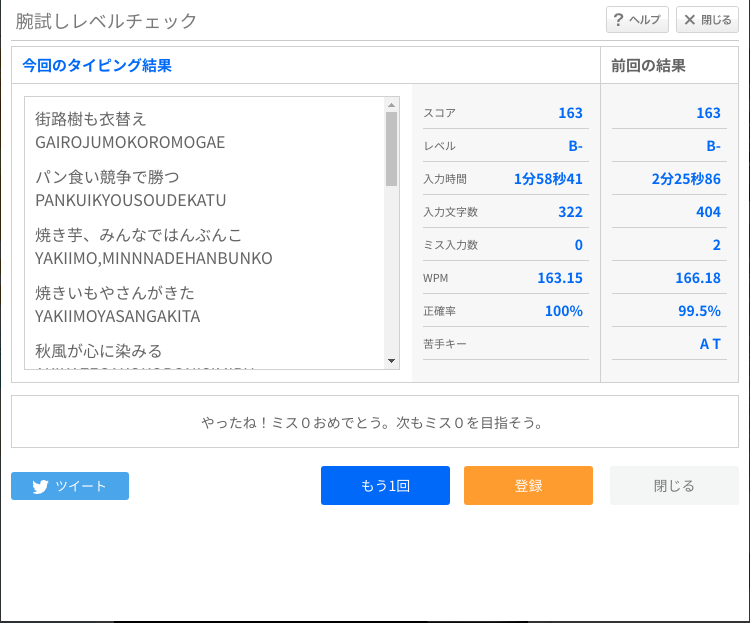 腕試しレベルチェック
? ヘルプ
✕ 閉じる
今回のタイピング結果
前回の結果
街路樹も衣替え
GAIROJUMOKOROMOGAE
パン食い競争で勝つ
PANKUIKYOUSOUDEKATU
焼き芋、みんなではんぶんこ
YAKIIMO,MINNNADEHANBUNKO
焼きいもやさんがきた
YAKIIMOYASANGAKITA
秋風が心に染みる
スコア 163 163
レベル B- B-
入力時間 1分58秒41 2分25秒86
入力文字数 322 404
ミス入力数 0 2
WPM 163.15 166.18
正確率 100% 99.5%
苦手キー A T
やったね！ミス０おめでとう。次もミス０を目指そう。
ツイート
もう1回
登録
閉じる